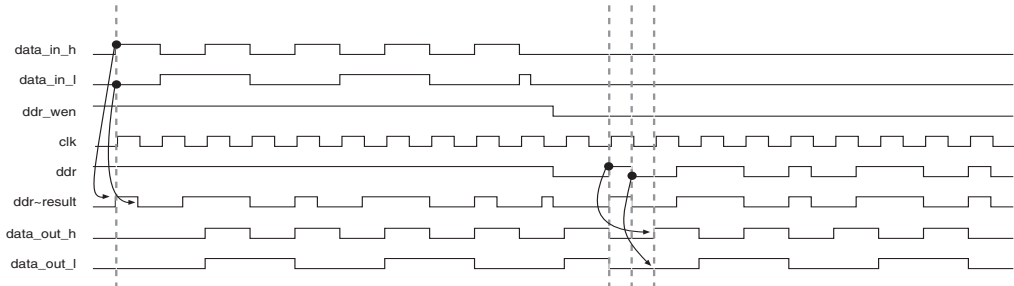 data_in_h
data_in_l
ddr_wen
clk
ddr
ddr~result
data_out_h
data_out_l